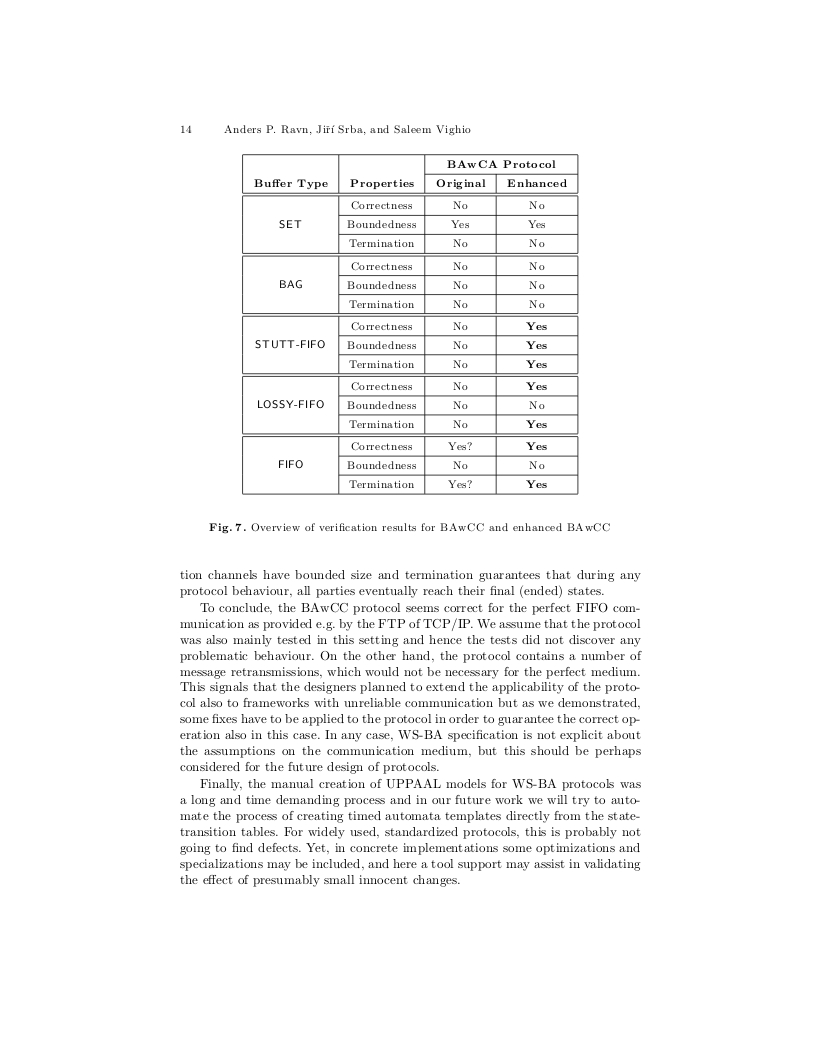 14 Anders P. Ravn, Jiří Srba, and Saleem Vighio
BAwCA Protocol
Buffer Type Properties Original Enhanced
Correctness No No
SET Boundedness Yes Yes
Termination No No
Correctness No No
BAG Boundedness No No
Termination No No
Correctness No Yes
STUTT-FIFO Boundedness No Yes
Termination No Yes
Correctness No Yes
LOSSY-FIFO Boundedness No No
Termination No Yes
Correctness Yes? Yes
FIFO Boundedness No No
Termination Yes? Yes
Fig. 7. Overview of verification results for BAwCC and enhanced BAwCC
tion channels have bounded size and termination guarantees that during any
protocol behaviour, all parties eventually reach their final (ended) states.
To conclude, the BAwCC protocol seems correct for the perfect FIFO com-
munication as provided e.g. by the FTP of TCP/IP. We assume that the protocol
was also mainly tested in this setting and hence the tests did not discover any
problematic behaviour. On the other hand, the protocol contains a number of
message retransmissions, which would not be necessary for the perfect medium.
This signals that the designers planned to extend the applicability of the proto-
col also to frameworks with unreliable communication but as we demonstrated,
some fixes have to be applied to the protocol in order to guarantee the correct op-
eration also in this case. In any case, WS-BA specification is not explicit about
the assumptions on the communication medium, but this should be perhaps
considered for the future design of protocols.
Finally, the manual creation of UPPAAL models for WS-BA protocols was
a long and time demanding process and in our future work we will try to auto-
mate the process of creating timed automata templates directly from the state-
transition tables. For widely used, standardized protocols, this is probably not
going to find defects. Yet, in concrete implementations some optimizations and
specializations may be included, and here a tool support may assist in validating
the effect of presumably small innocent changes.